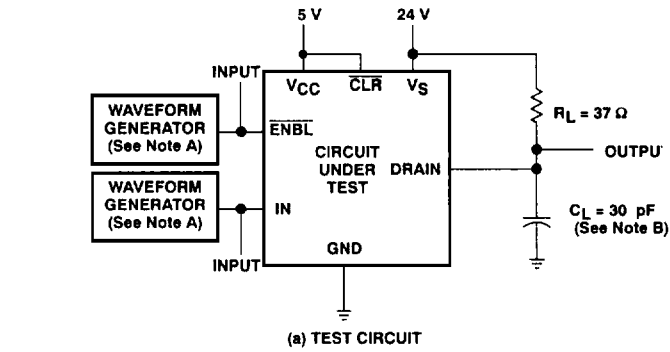 5 V
24 V
INPUT
VCC
CLR
VS
WAVEFORM
GENERATOR
(See Note A)
ENBL
RL = 37 Ω
CIRCUIT
UNDER
TEST
DRAIN
OUTPU
WAVEFORM
GENERATOR
(See Note A)
IN
CL = 30 pF
(See Note B)
GND
INPUT
(a) TEST CIRCUIT